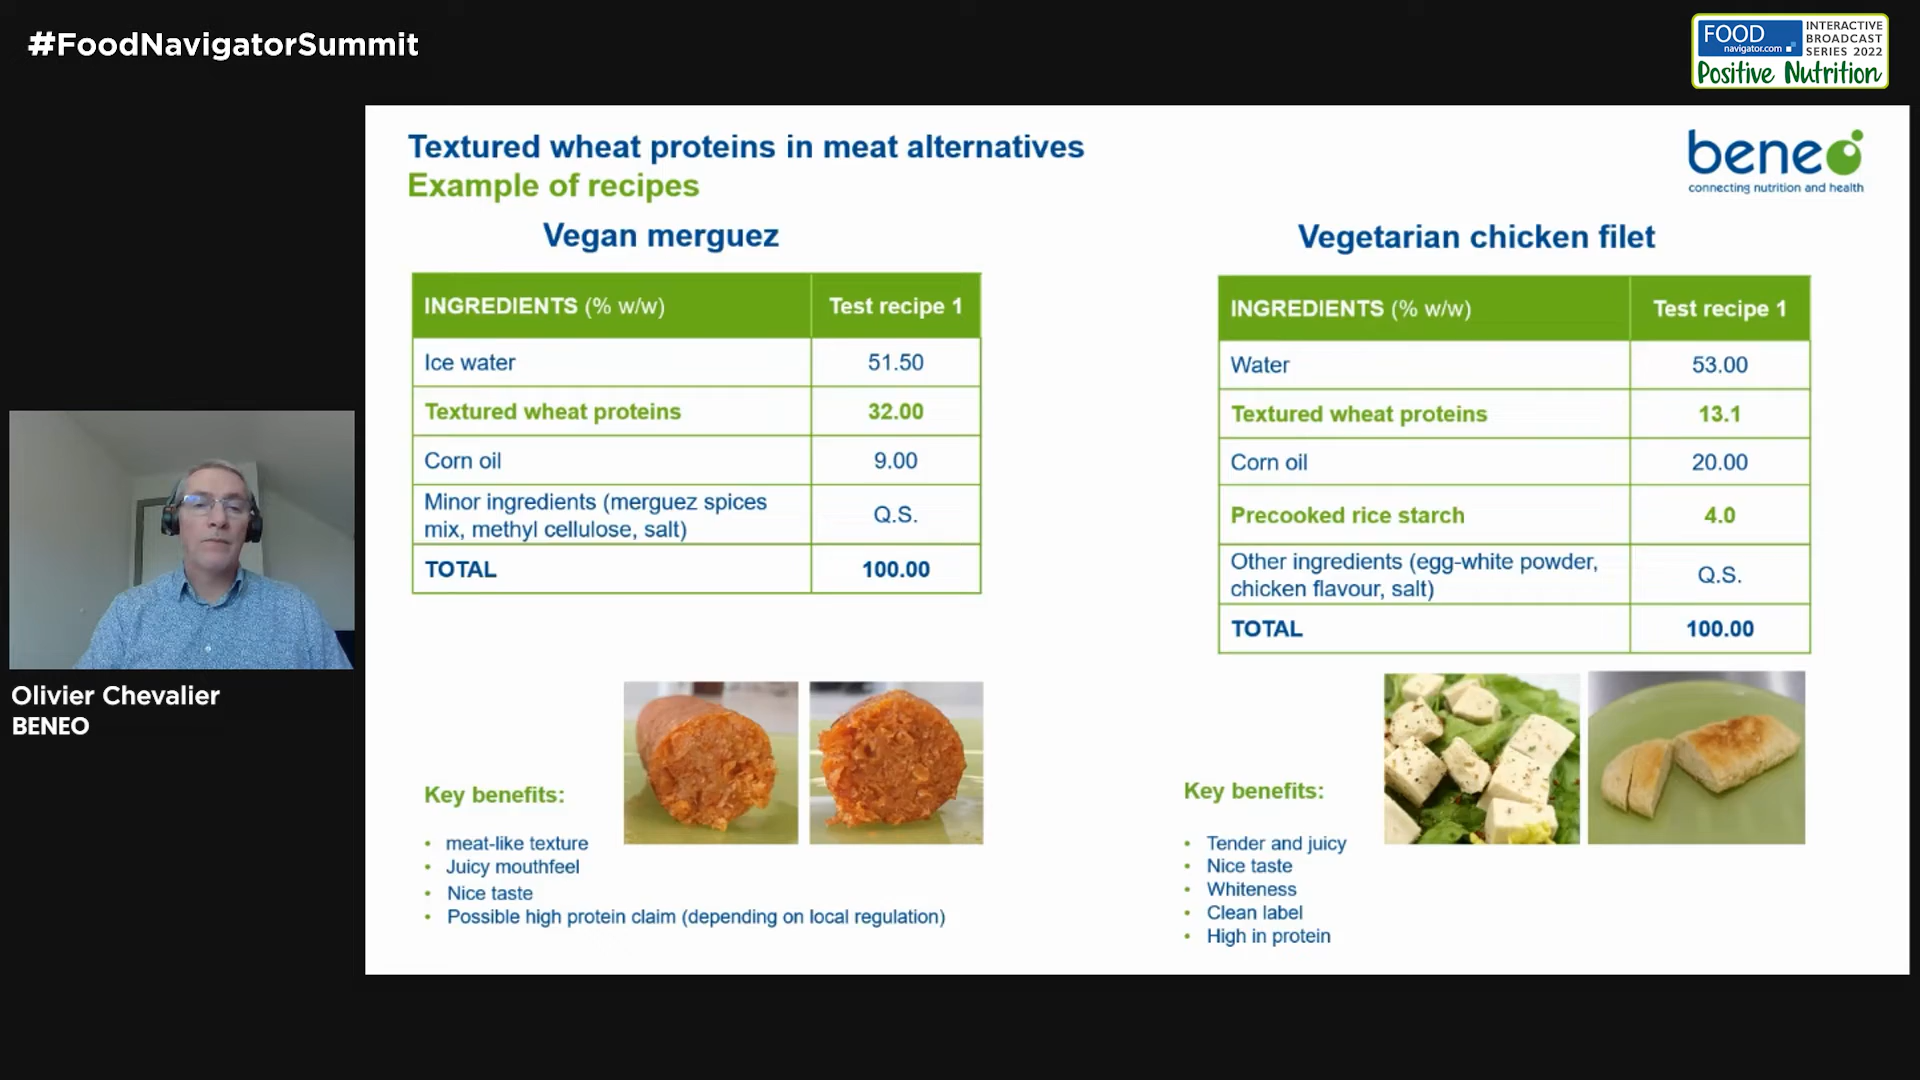 #FoodNavigatorSummit
FOOD
navigator.com
INTERACTIVE
BROADCAST
SERIES 2022
Positive Nutrition
Textured wheat proteins in meat alternatives
Example of recipes
beneo
connecting nutrition and health
Vegan merguez
INGREDIENTS (% w/w) Test recipe 1
Ice water 51.50
Textured wheat proteins 32.00
Corn oil 9.00
Minor ingredients (merguez spices
mix, methyl cellulose, salt) Q.S.
TOTAL 100.00
Key benefits:
• meat-like texture
• Juicy mouthfeel
• Nice taste
• Possible high protein claim (depending on local regulation)
Vegetarian chicken filet
INGREDIENTS (% w/w) Test recipe 1
Water 53.00
Textured wheat proteins 13.1
Corn oil 20.00
Precooked rice starch 4.0
Other ingredients (egg-white powder,
chicken flavour, salt) Q.S.
TOTAL 100.00
Key benefits:
• Tender and juicy
• Nice taste
• Whiteness
• Clean label
• High in protein
Olivier Chevalier
BENEO